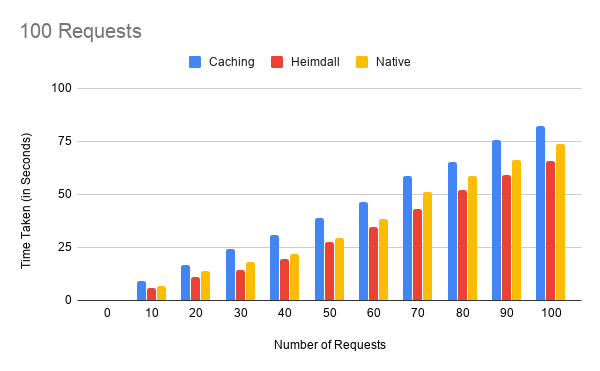 100 Requests
Caching Heimdall Native
100
75
50
25
0
Time Taken (in Seconds)
0 10 20 30 40 50 60 70 80 90 100
Number of Requests